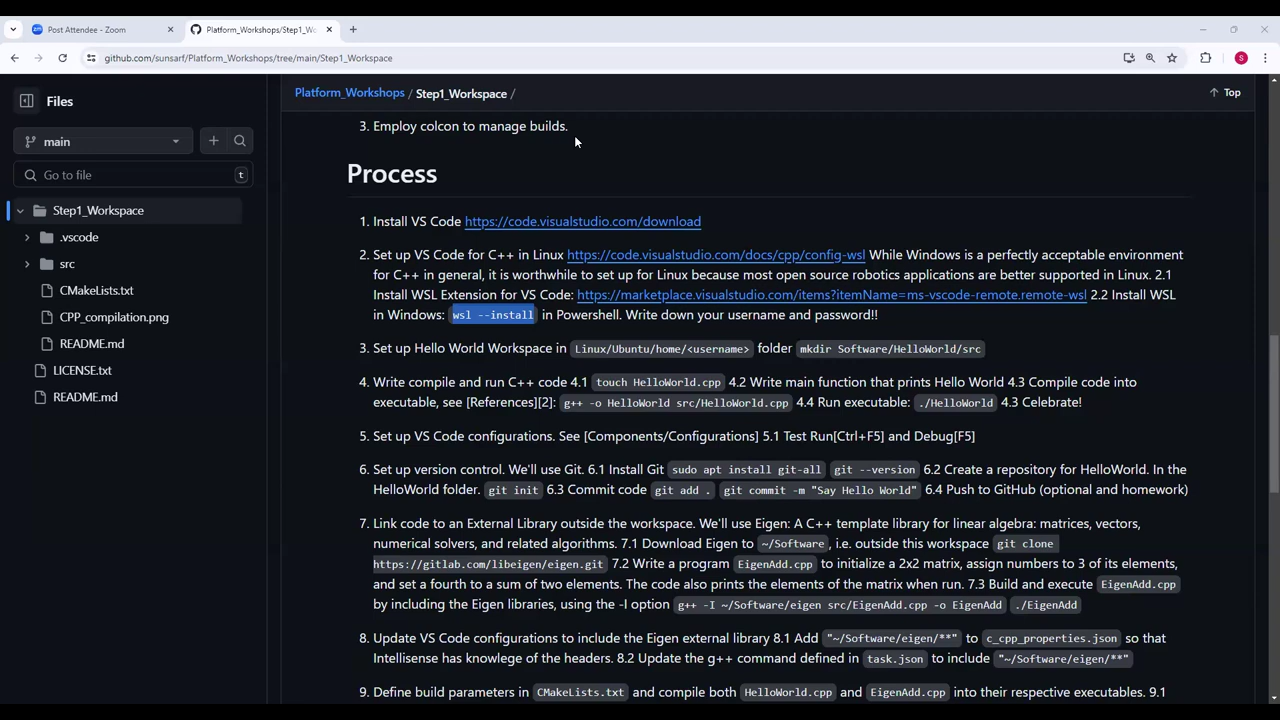 Post Attendee - Zoom
Platform_Workshops/Step1_Wo
github.com/sunsarf/Platform_Workshops/tree/main/Step1_Workspace
S
Files
main
Go to file
t
Step1_Workspace
.vscode
src
CMakeLists.txt
CPP_compilation.png
README.md
LICENSE.txt
README.md
Platform_Workshops / Step1_Workspace /
Top
3. Employ colcon to manage builds.
Process
1. Install VS Code https://code.visualstudio.com/download
2. Set up VS Code for C++ in Linux https://code.visualstudio.com/docs/cpp/config-wsl While Windows is a perfectly acceptable environment
for C++ in general, it is worthwhile to set up for Linux because most open source robotics applications are better supported in Linux. 2.1
Install WSL Extension for VS Code: https://marketplace.visualstudio.com/items?itemName=ms-vscode-remote.remote-wsl 2.2 Install WSL
in Windows: wsl --install in Powershell. Write down your username and password!!
3. Set up Hello World Workspace in Linux/Ubuntu/home/<username> folder mkdir Software/HelloWorld/src
4. Write compile and run C++ code 4.1 touch HelloWorld.cpp 4.2 Write main function that prints Hello World 4.3 Compile code into
executable, see [References][2]: g++ -o HelloWorld src/HelloWorld.cpp 4.4 Run executable: ./HelloWorld 4.3 Celebrate!
5. Set up VS Code configurations. See [Components/Configurations] 5.1 Test Run[Ctrl+F5] and Debug[F5]
6. Set up version control. We'll use Git. 6.1 Install Git sudo apt install git-all git --version 6.2 Create a repository for HelloWorld. In the
HelloWorld folder. git init 6.3 Commit code git add . git commit -m "Say Hello World" 6.4 Push to GitHub (optional and homework)
7. Link code to an External Library outside the workspace. We'll use Eigen: A C++ template library for linear algebra: matrices, vectors,
numerical solvers, and related algorithms. 7.1 Download Eigen to ~/Software, i.e. outside this workspace git clone
https://gitlab.com/libeigen/eigen.git 7.2 Write a program EigenAdd.cpp to initialize a 2x2 matrix, assign numbers to 3 of its elements,
and set a fourth to a sum of two elements. The code also prints the elements of the matrix when run. 7.3 Build and execute EigenAdd.cpp
by including the Eigen libraries, using the -I option g++ -I ~/Software/eigen src/EigenAdd.cpp -o EigenAdd ./EigenAdd
8. Update VS Code configurations to include the Eigen external library 8.1 Add "~/Software/eigen/**" to c_cpp_properties.json so that
Intellisense has knowlege of the headers. 8.2 Update the g++ command defined in task.json to include "~/Software/eigen/**"
9. Define build parameters in CMakeLists.txt and compile both HelloWorld.cpp and EigenAdd.cpp into their respective executables. 9.1